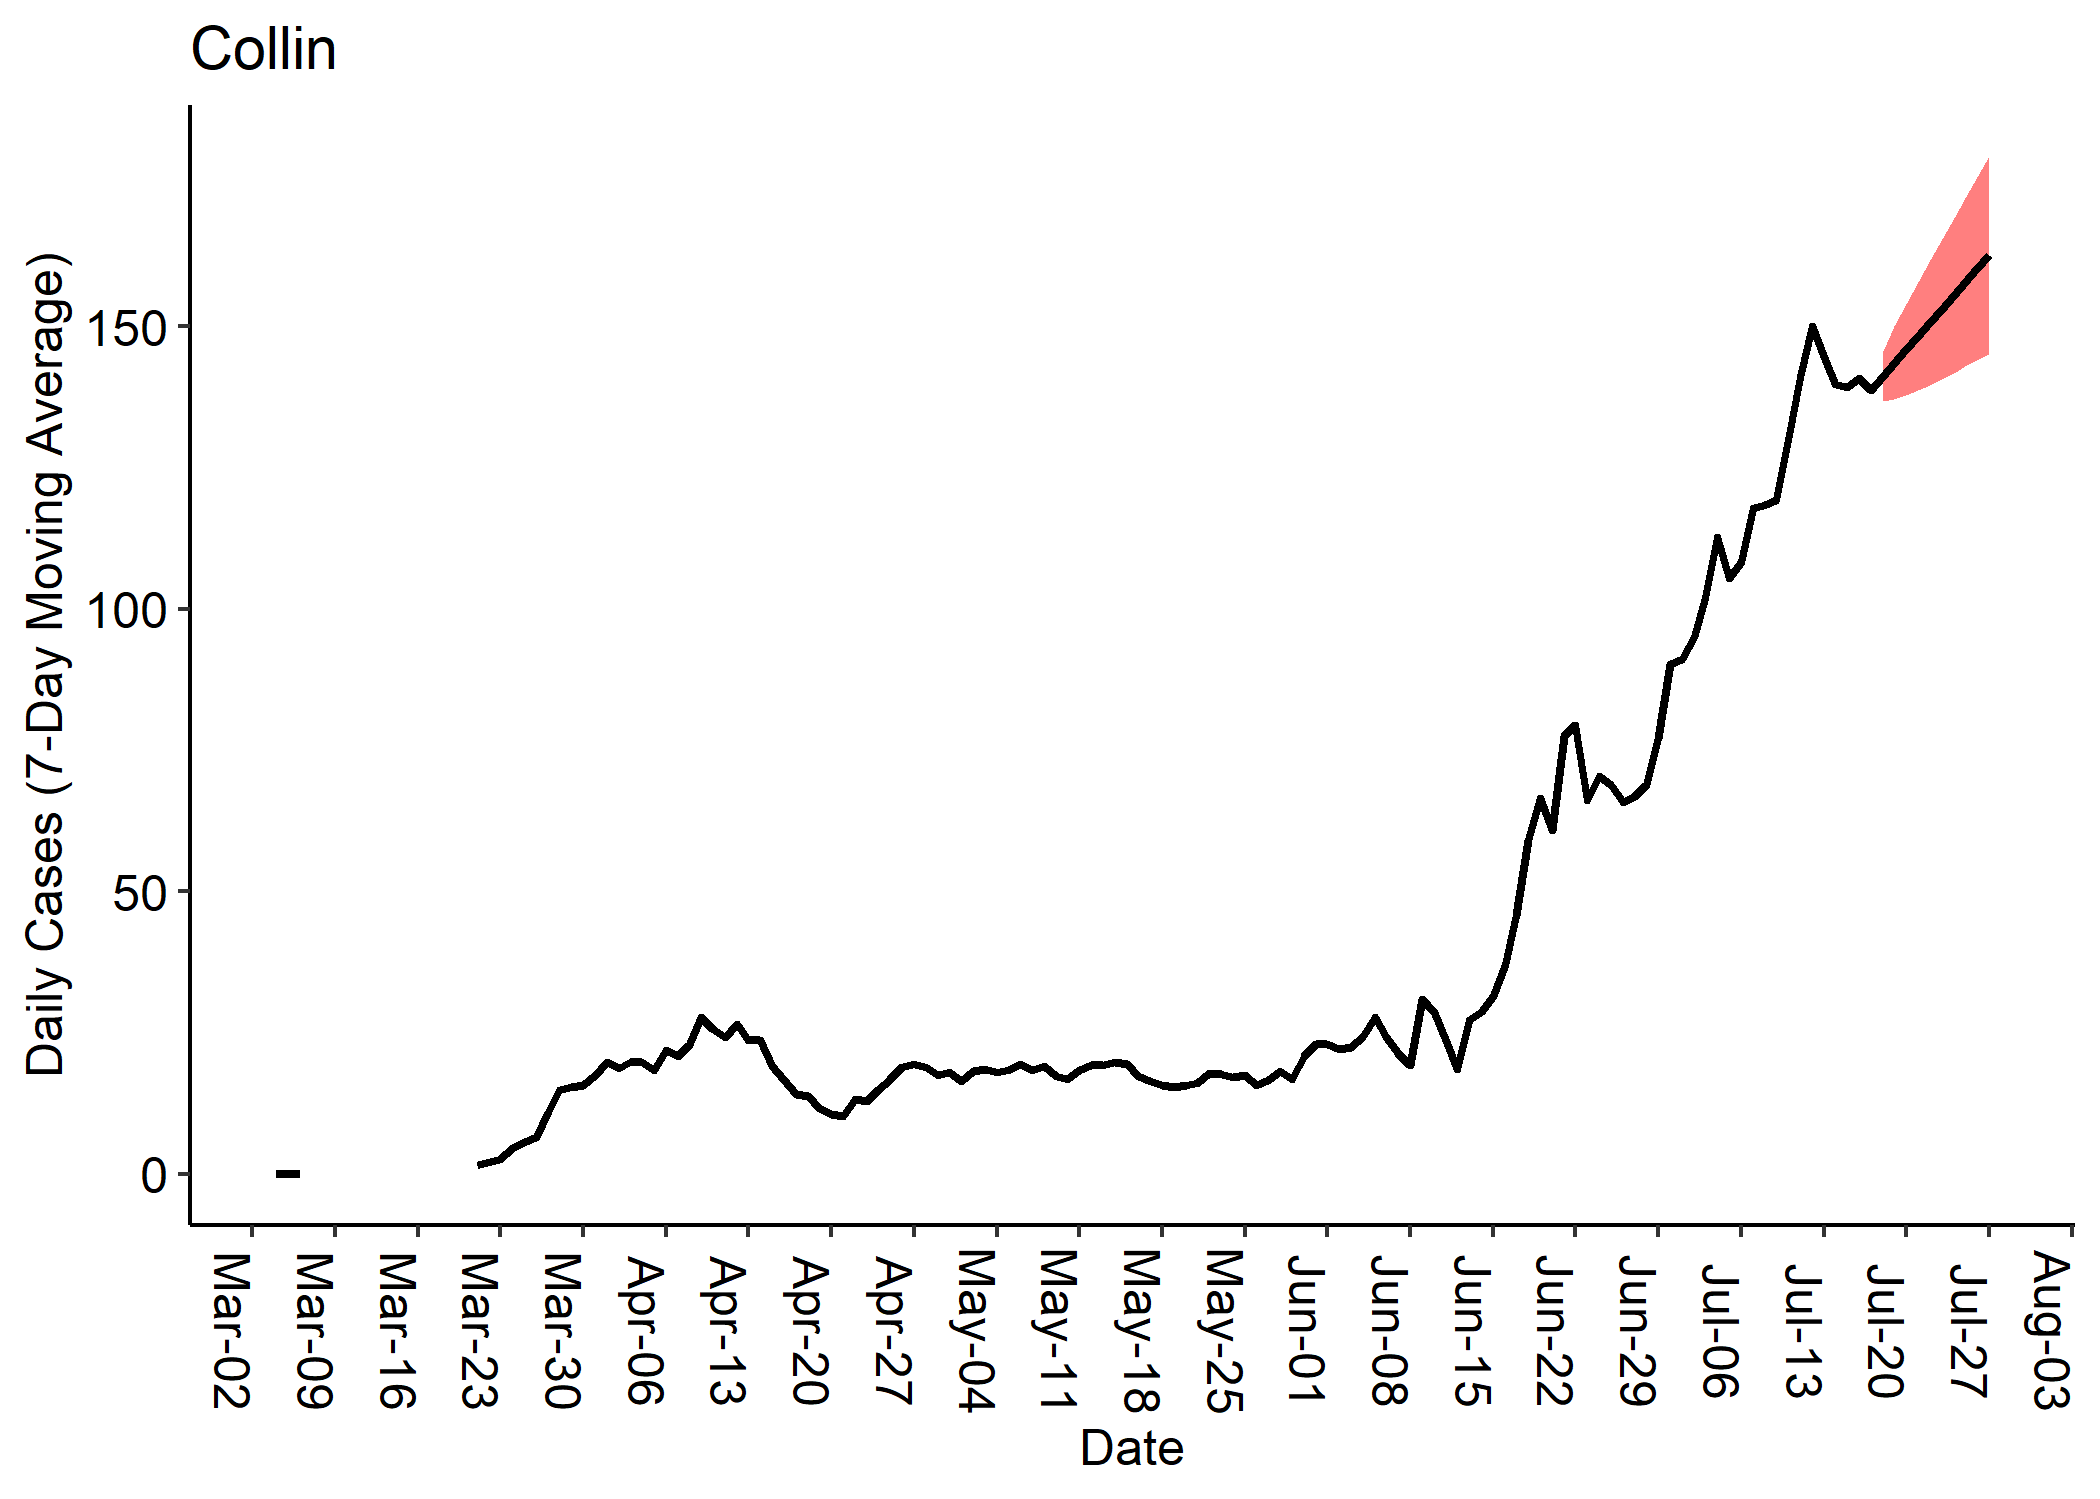 Collin
Daily Cases (7-Day Moving Average)
150
100
50
0
Mar-02
Mar-09
Mar-16
Mar-23
Mar-30
Apr-06
Apr-13
Apr-20
Apr-27
May-04
May-11
May-18
May-25
Jun-01
Jun-08
Jun-15
Jun-22
Jun-29
Jul-06
Jul-13
Jul-20
Jul-27
Aug-03
Date